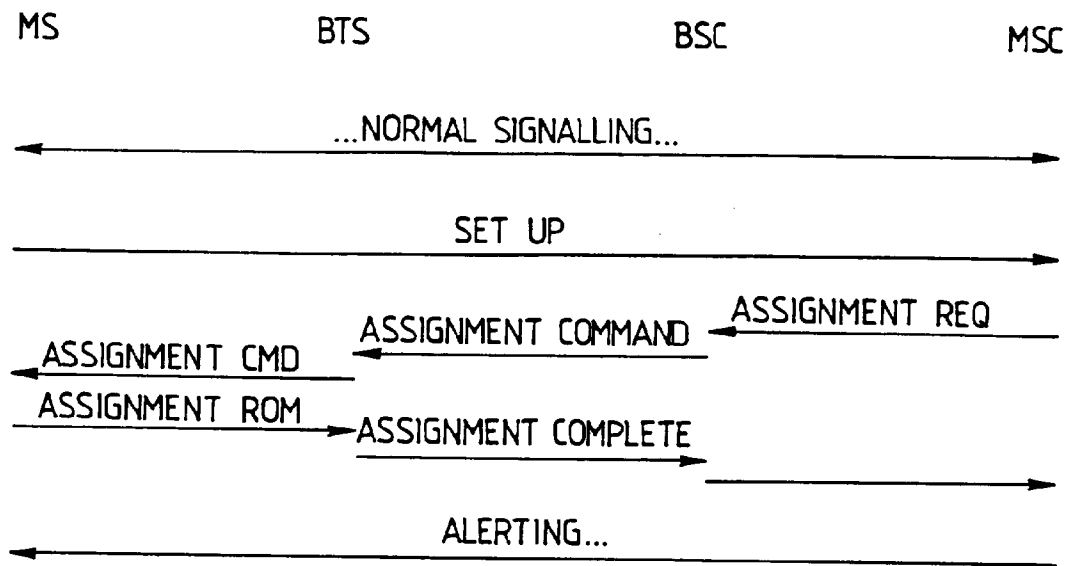 MS BTS BSC MSC
...NORMAL SIGNALLING...
SET UP
ASSIGNMENT REQ
ASSIGNMENT COMMAND
ASSIGNMENT CMD
ASSIGNMENT ROM
ASSIGNMENT COMPLETE
ALERTING...